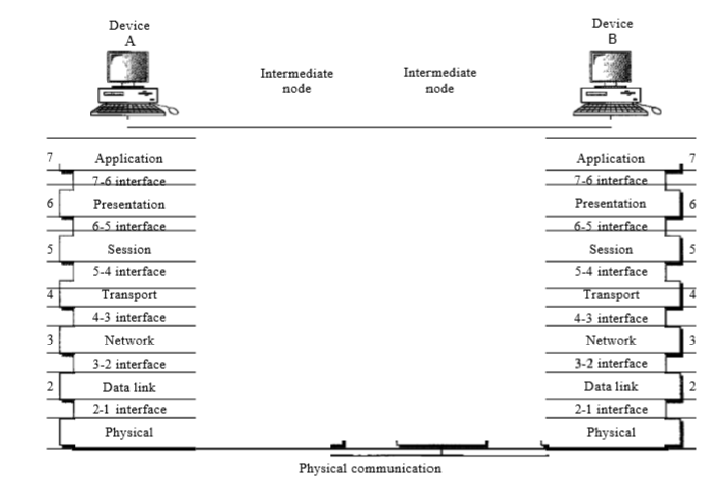 Device
A
Device
B
Intermediate
node
Intermediate
node
7 Application
7-6 interface
6 Presentation
6-5 interface
5 Session
5-4 interface
4 Transport
4-3 interface
3 Network
3-2 interface
2 Data link
2-1 interface
Physical
Application 7
7-6 interface
Presentation 6
6-5 interface
Session 5
5-4 interface
Transport 4
4-3 interface
Network 3
3-2 interface
Data link 2
2-1 interface
Physical
Physical communication